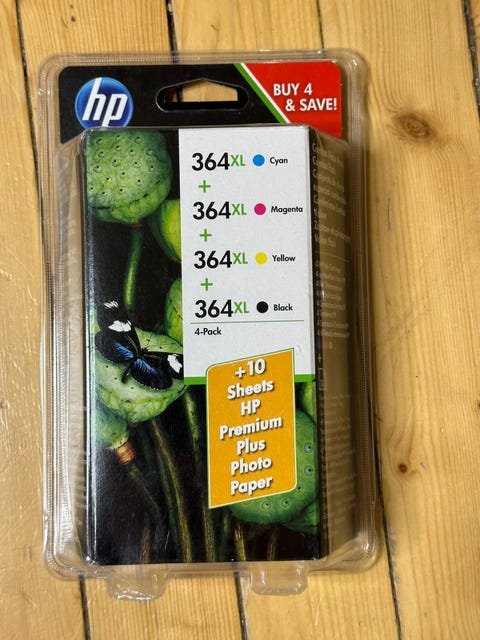 hp
BUY 4
& SAVE!
364XL Cyan
+
364XL Magenta
+
364XL Yellow
+
364XL Black
4-Pack
+10
Sheets
HP
Premium
Plus
Photo
Paper